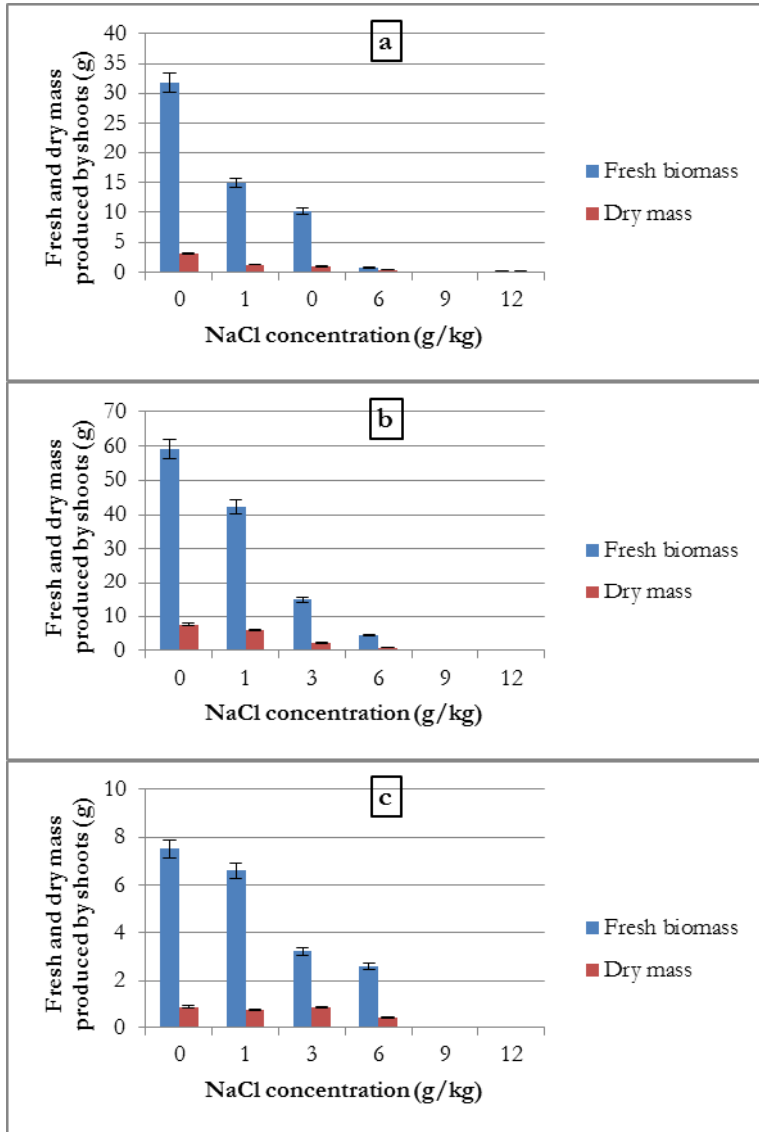 a
Fresh and dry mass
produced by shoots (g)
40
35
30
25
20
15
10
5
0
0 1 0 6 9 12
NaCl concentration (g/kg)
Fresh biomass
Dry mass
b
Fresh and dry mass
produced by shoots (g)
70
60
50
40
30
20
10
0
0 1 3 6 9 12
NaCl concentration (g/kg)
Fresh biomass
Dry mass
c
Fresh and dry mass
produced by shoots (g)
10
8
6
4
2
0
0 1 3 6 9 12
NaCl concentration (g/kg)
Fresh biomass
Dry mass